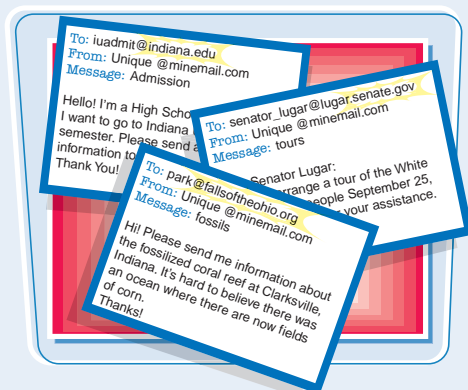 To: iuadmit@indiana.edu
From: Unique @minemail.com
Message: Admission
Hello! I'm a High
I want to go to Indiana
semester. Please send
information to
Thank You!
To: senator_lugar@lugar.senate.gov
From: Unique @minemail.com
Message: tours
Senator Lugar:
arrange a tour of the White
people September 25,
your assistance.
To: park@fallsoftheohio.org
From: Unique @minemail.com
Message: fossils
Hi! Please send me information about
the fossilized coral reef at Clarksville,
Indiana. It's hard to believe there was
an ocean where there are now fields
of corn.
Thanks!